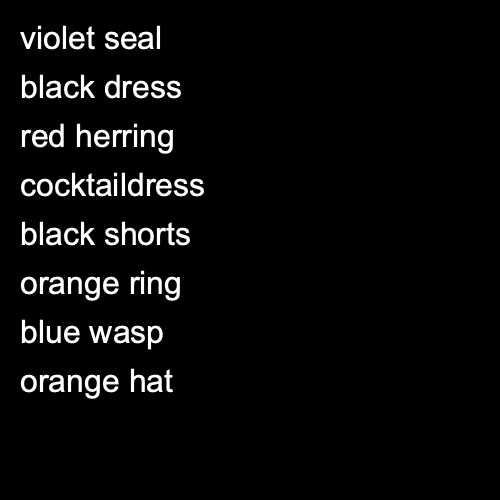 violet seal
black dress
red herring
cocktaildress
black shorts
orange ring
blue wasp
orange hat